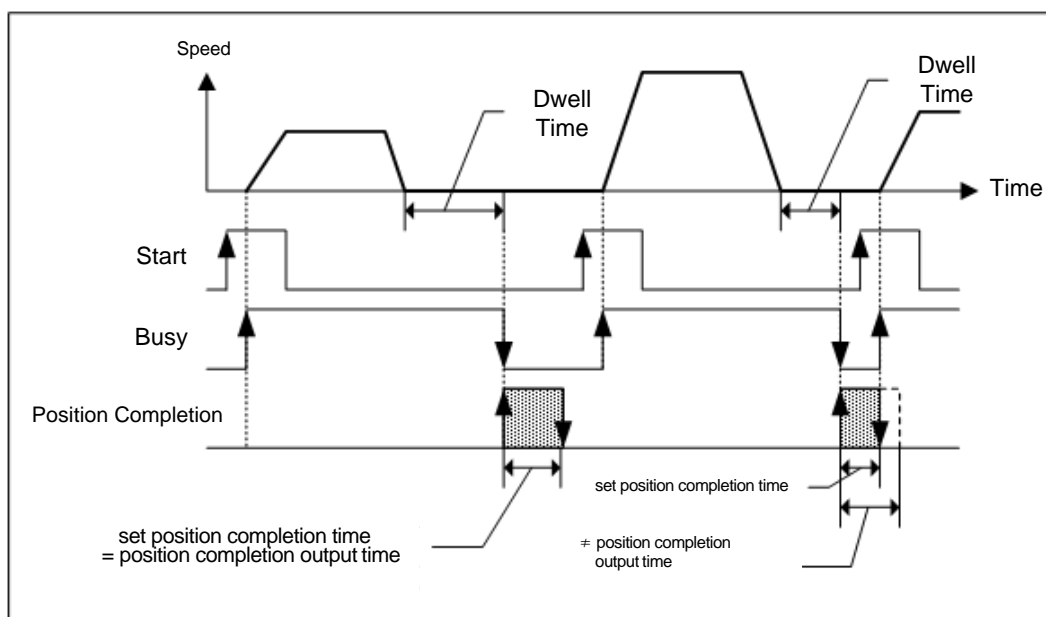 Speed
Dwell
Time
Dwell
Time
Time
Start
Busy
Position Completion
set position completion time
= position completion output time
set position completion time
≠ position completion
output time